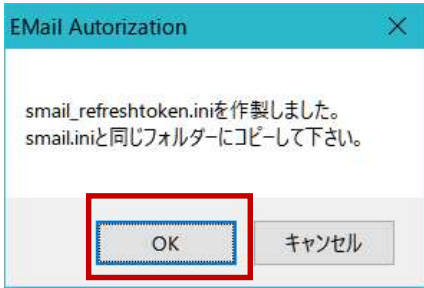 EMail Autorization
smail_refreshtoken.iniを作製しました。
smail.iniと同じフォルダーにコピーして下さい。
OK
キャンセル